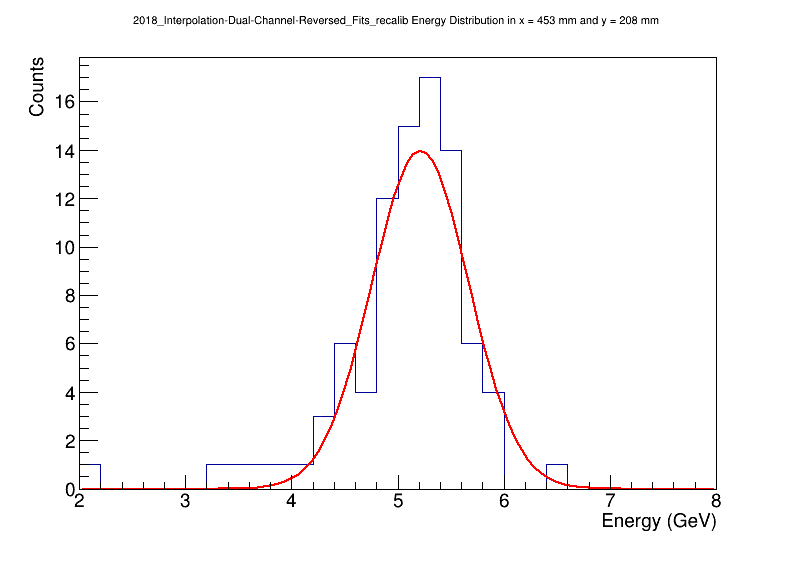 2018_Interpolation-Dual-Channel-Reversed_Fits_recalib Energy Distribution in x = 453 mm and y = 208 mm
Counts
16
14
12
10
8
6
4
2
0
2 3 4 5 6 7 8
Energy (GeV)